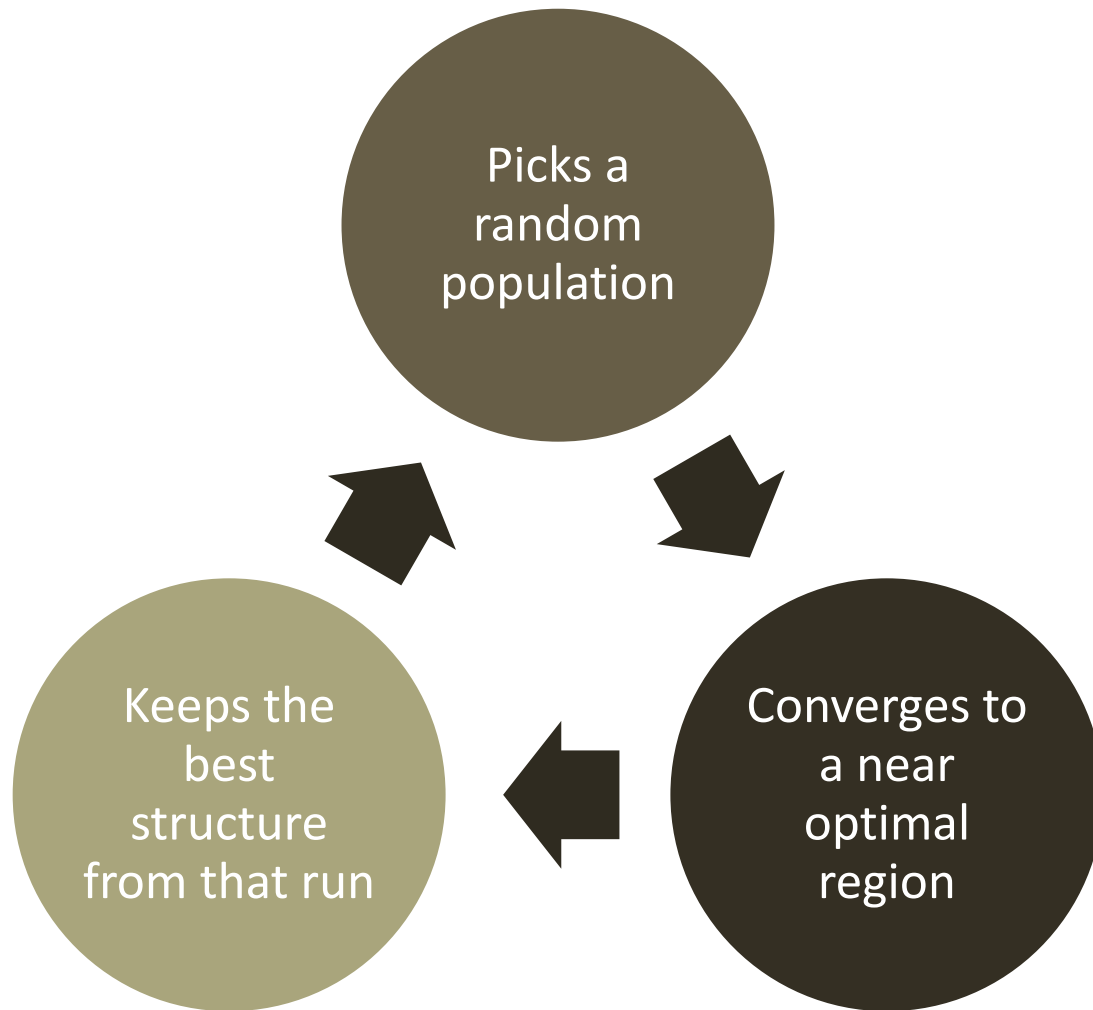 Picks a
random
population
Converges to
a near
optimal
region
Keeps the
best
structure
from that run